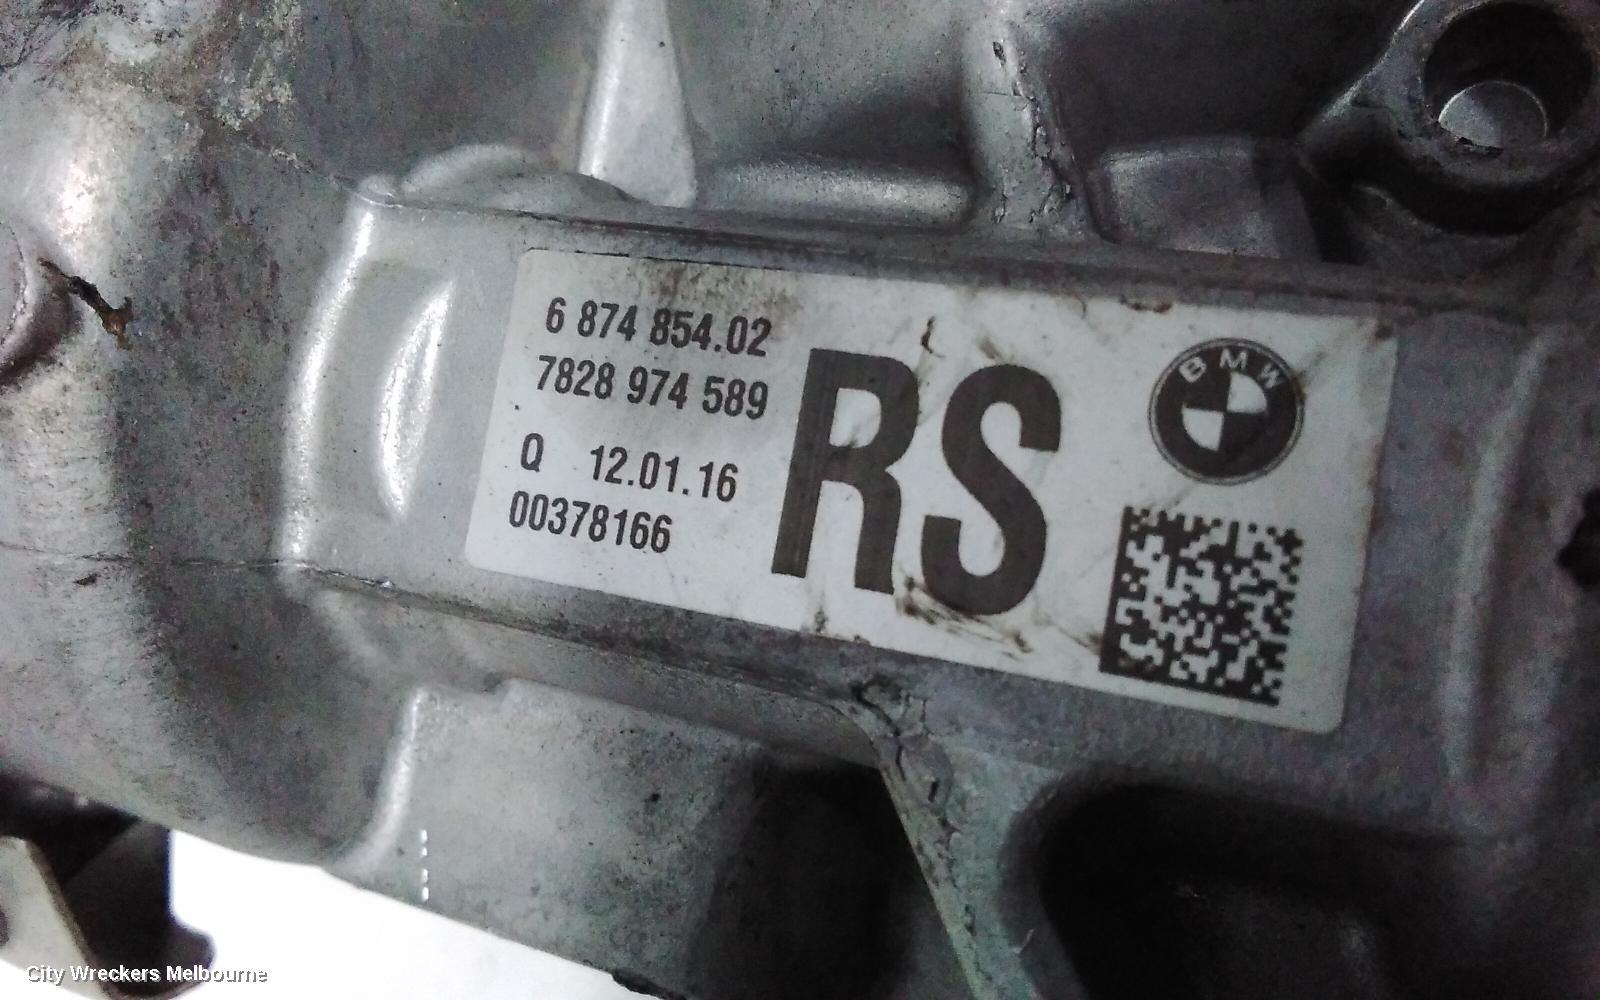 6 874 854.02
7828 974 589
Q 12.01.16
00378166
RS
BMW
City Wreckers Melbourne